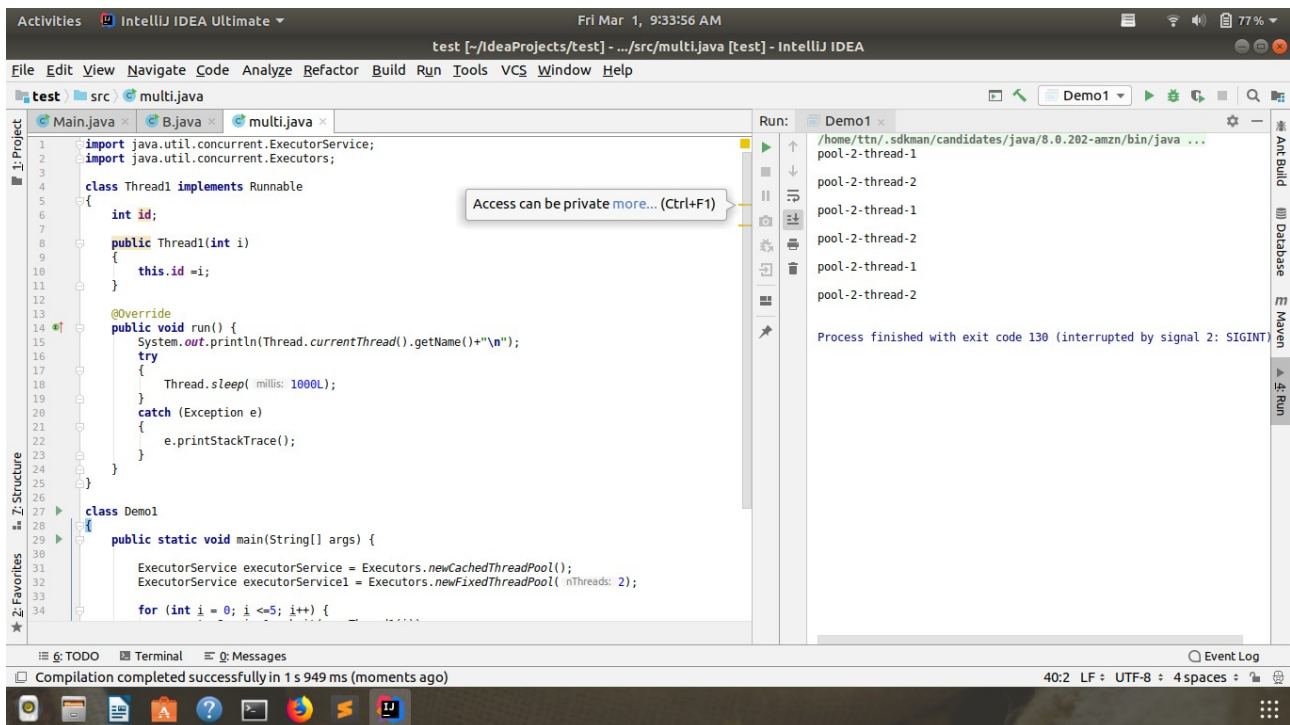 Activities IntelliJ IDEA Ultimate Fri Mar 1, 9:33:56 AM 77 %
test [~/IdeaProjects/test] - .../src/multi.java [test] - IntelliJ IDEA
File Edit View Navigate Code Analyze Refactor Build Run Tools VCS Window Help
test src multi.java Demo1
Main.java B.java multi.java
1 import java.util.concurrent.ExecutorService;
2 import java.util.concurrent.Executors;
3
4 class Thread1 implements Runnable
5 {
6 int id;
7
8 public Thread1(int i)
9 {
10 this.id =i;
11 }
12
13 @Override
14 public void run() {
15 System.out.println(Thread.currentThread().getName()+"\n");
16 try
17 {
18 Thread.sleep( millis: 1000L);
19 }
20 catch (Exception e)
21 {
22 e.printStackTrace();
23 }
24 }
25 }
26
27 class Demo1
28 {
29 public static void main(String[] args) {
30
31 ExecutorService executorService = Executors.newCachedThreadPool();
32 ExecutorService executorService1 = Executors.newFixedThreadPool( nThreads: 2);
33
34 for (int i = 0; i <=5; i++) {
Access can be private more... (Ctrl+F1)
Run: Demo1
/home/ttn/.sdkman/candidates/java/8.0.202-amzn/bin/java ...
pool-2-thread-1
pool-2-thread-2
pool-2-thread-1
pool-2-thread-2
pool-2-thread-1
pool-2-thread-2
Process finished with exit code 130 (interrupted by signal 2: SIGINT)
1: Project
7: Structure
2: Favorites
Ant Build
Database
m Maven
4: Run
6: TODO Terminal 0: Messages Event Log
Compilation completed successfully in 1 s 949 ms (moments ago) 40:2 LF UTF-8 4 spaces